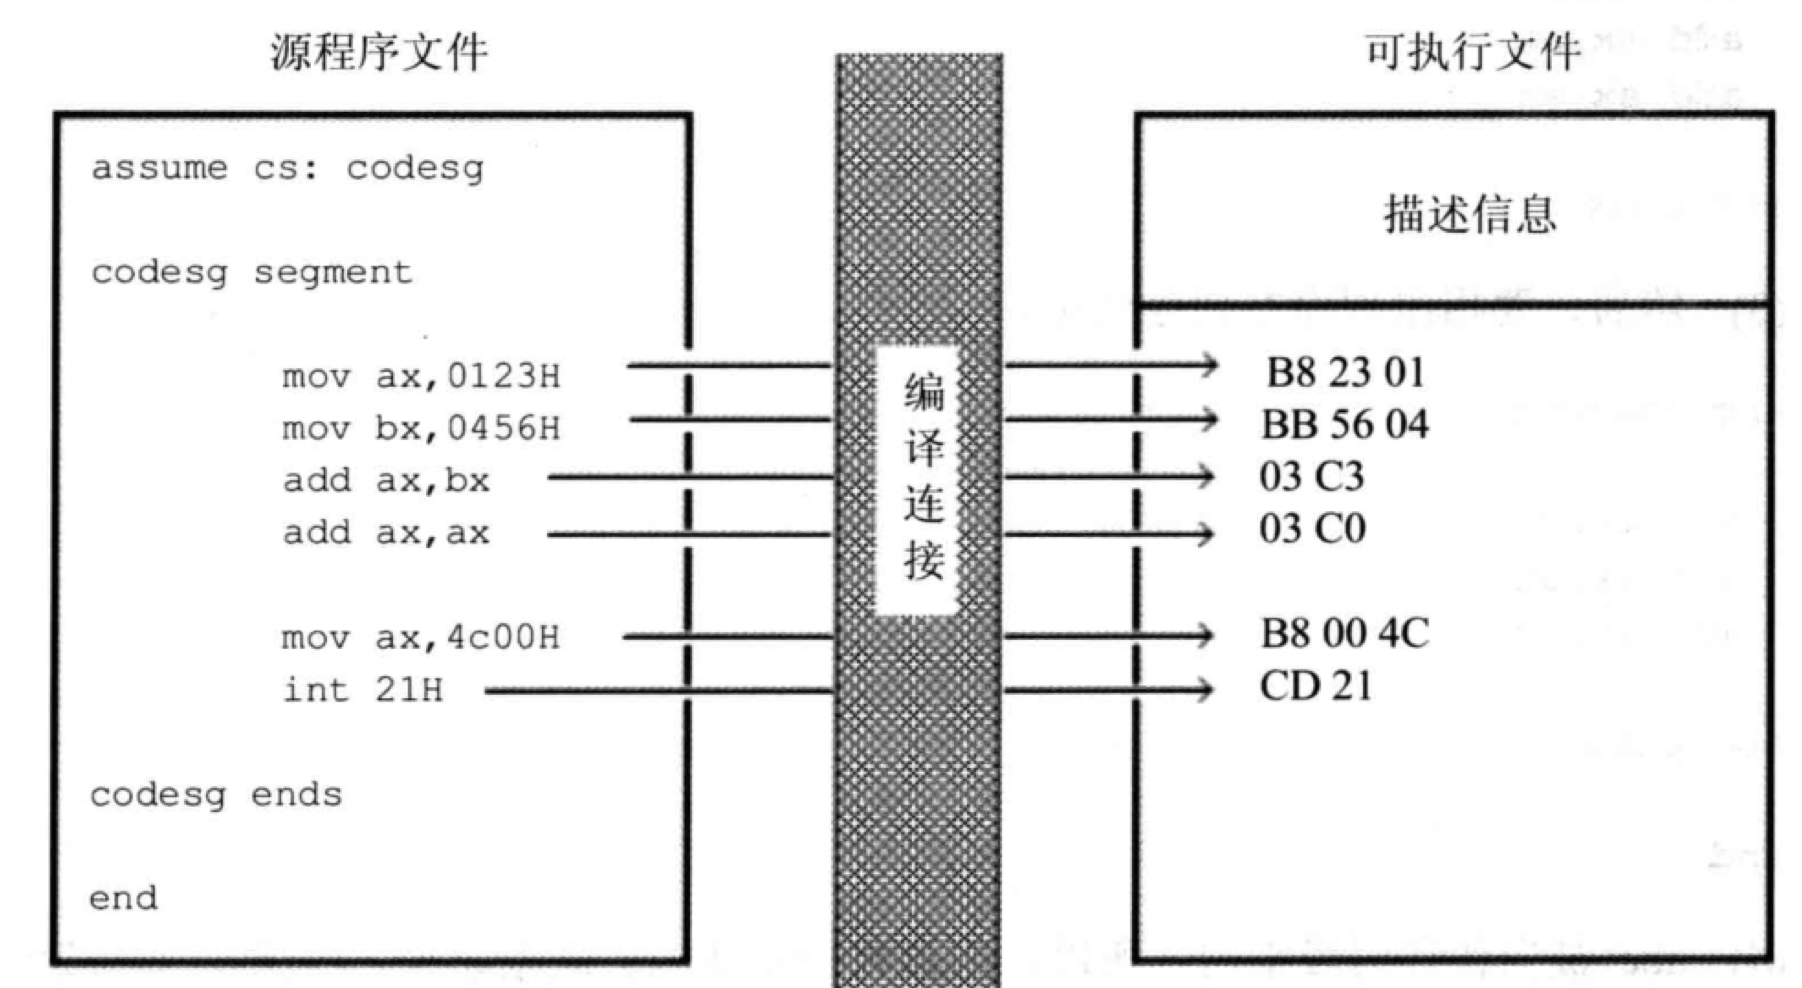 源程序文件
assume cs: codesg
codesg segment
mov ax,0123H
mov bx,0456H
add ax,bx
add ax,ax
mov ax,4c00H
int 21H
codesg ends
end
编
译
连
接
可执行文件
描述信息
B8 23 01
BB 56 04
03 C3
03 C0
B8 00 4C
CD 21